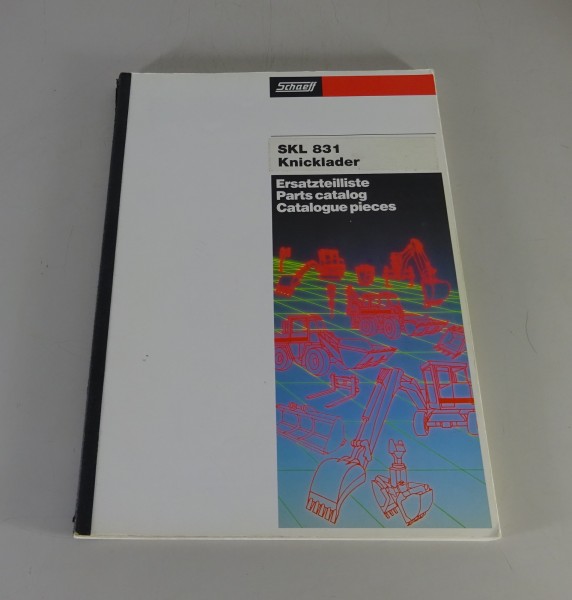 Schaeff
SKL 831
Knicklader
Ersatzteilliste
Parts catalog
Catalogue pieces